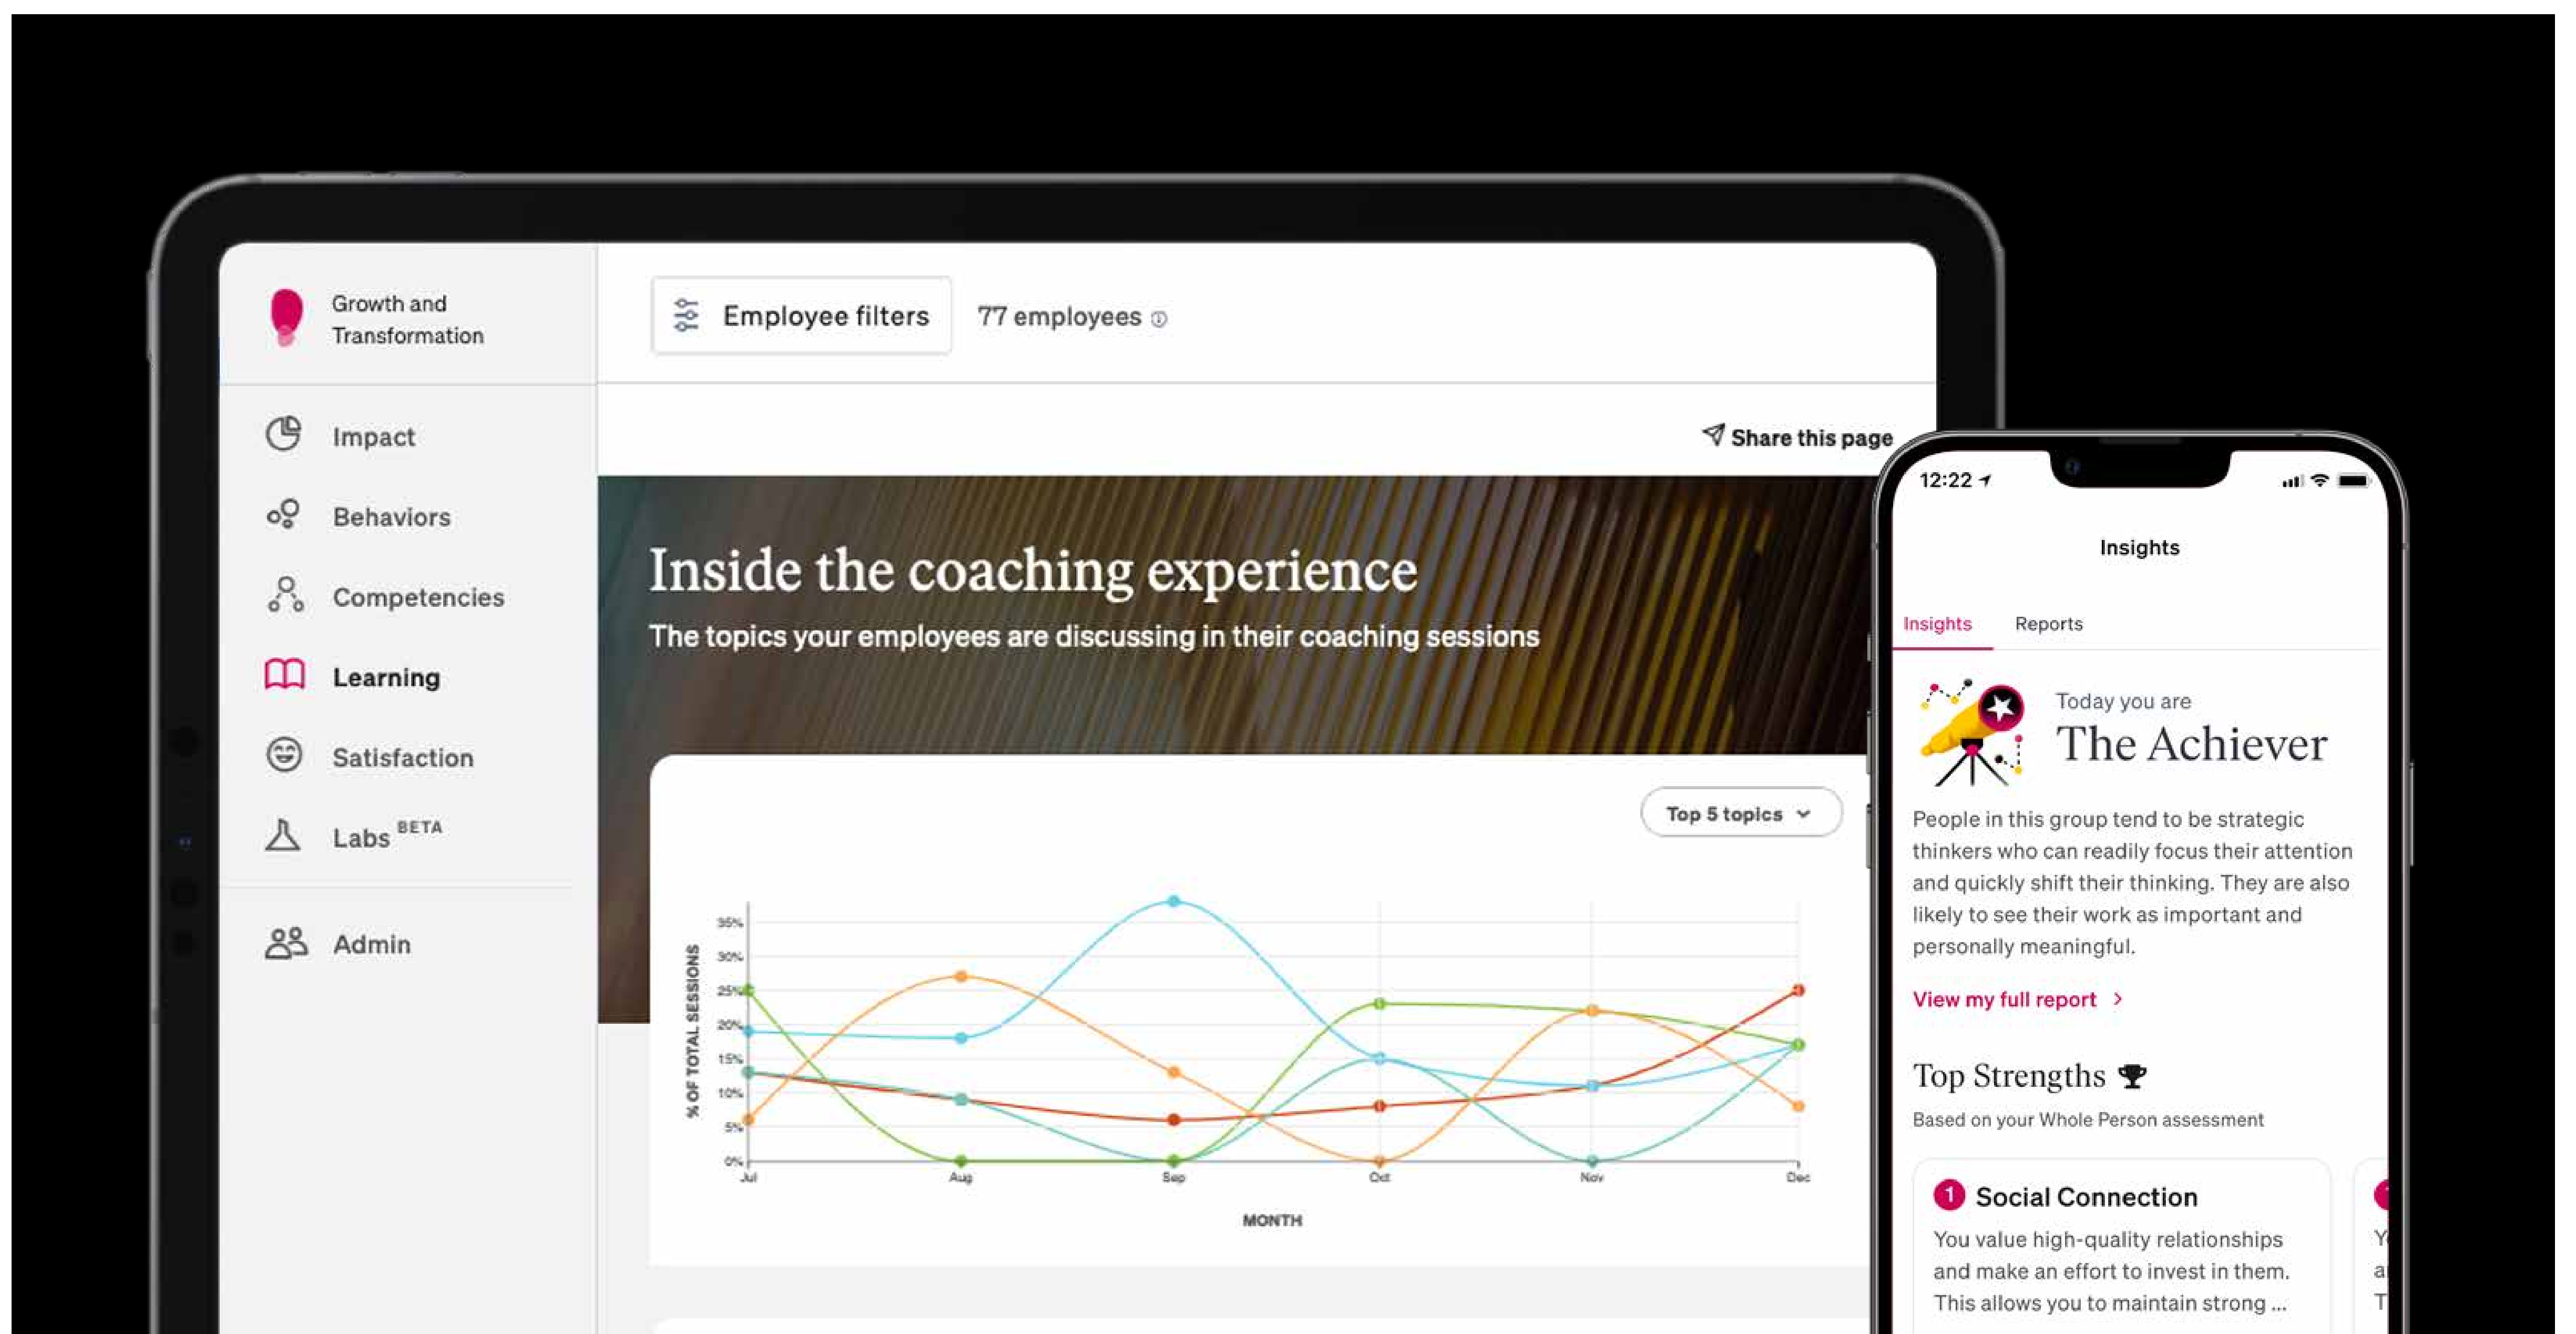 Growth and
Transformation
Impact
Behaviors
Competencies
Learning
Satisfaction
Labs BETA
Admin
Employee filters
77 employees
Share this page
Inside the coaching experience
The topics your employees are discussing in their coaching sessions
Top 5 topics
% OF TOTAL SESSIONS
35%
30%
25%
20%
15%
10%
5%
0%
Jul
Aug
Sep
Oct
Nov
Dec
MONTH
12:22
Insights
Insights
Reports
Today you are
The Achiever
People in this group tend to be strategic
thinkers who can readily focus their attention
and quickly shift their thinking. They are also
likely to see their work as important and
personally meaningful.
View my full report
Top Strengths
Based on your Whole Person assessment
1 Social Connection
You value high-quality relationships
and make an effort to invest in them.
This allows you to maintain strong ...